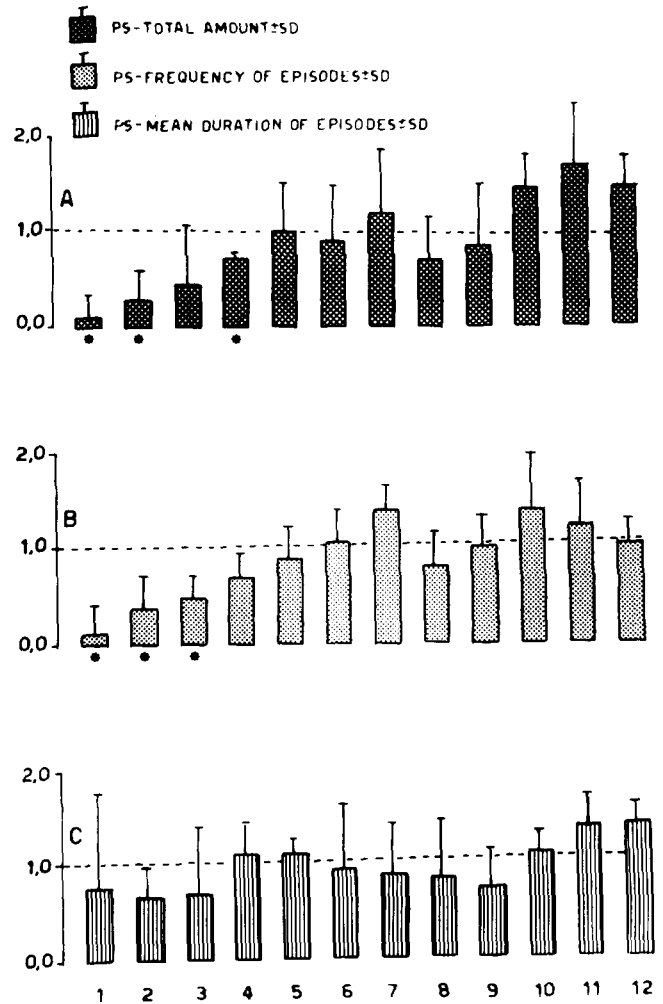 PS-TOTAL AMOUNT±SD
PS-FREQUENCY OF EPISODES±SD
PS-MEAN DURATION OF EPISODES±SD
2,0
A
1,0
0,0
2,0
B
1,0
0,0
2,0
C
1,0
0,0
1 2 3 4 5 6 7 8 9 10 11 12